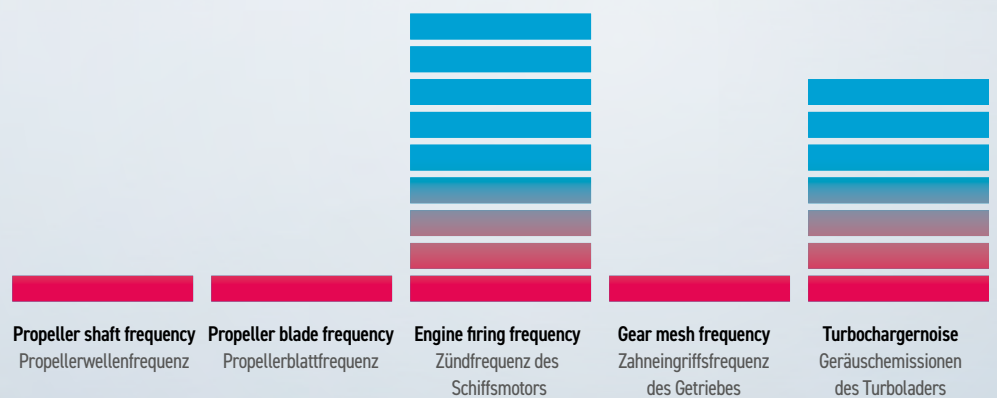 Propeller shaft frequency
Propellerwellenfrequenz
Propeller blade frequency
Propellerblattfrequenz
Engine firing frequency
Zündfrequenz des
Schiffsmotors
Gear mesh frequency
Zahneingriffsfrequenz
des Getriebes
Turbochargernoise
Geräuschemissionen
des Turboladers